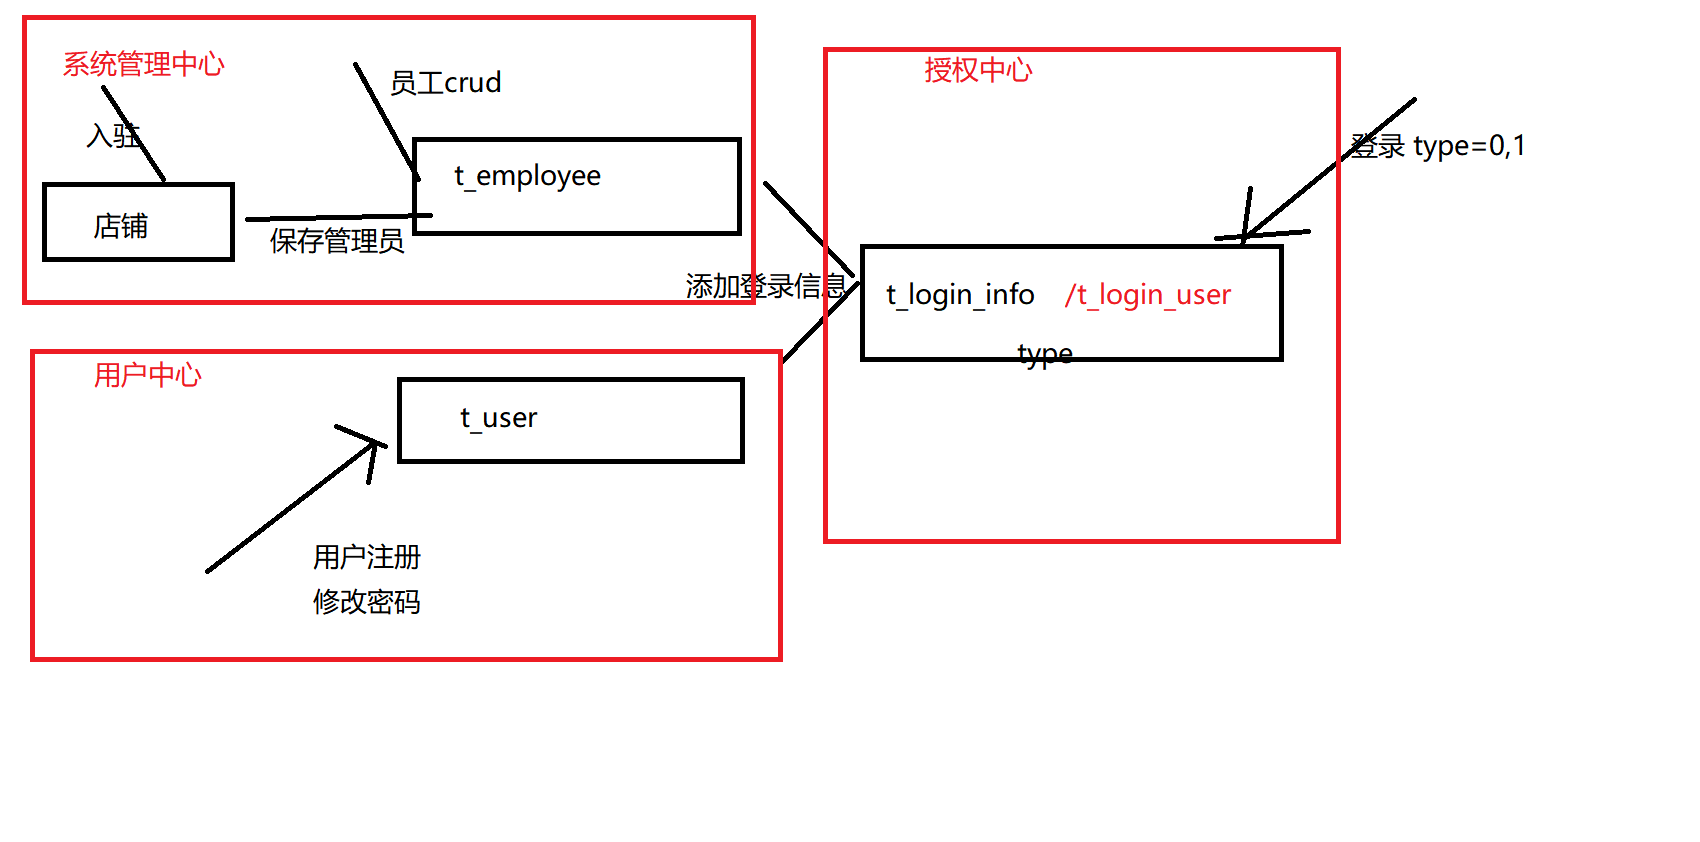 系统管理中心
员工crud
入驻
t_employee
店铺
保存管理员
添加登录信息
授权中心
登录 type=0,1
t_login_info /t_login_user
type
用户中心
t_user
用户注册
修改密码